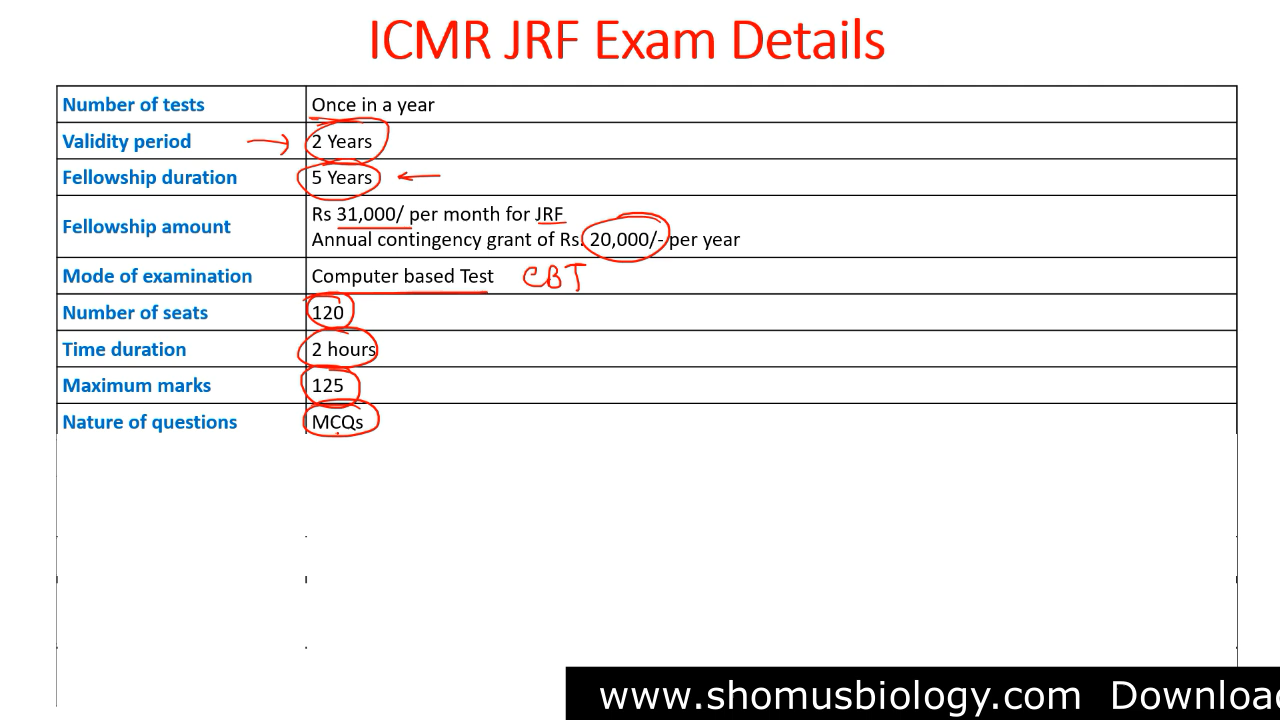 ICMR JRF Exam Details
Number of tests Once in a year
Validity period 2 Years
Fellowship duration 5 Years
Fellowship amount Rs 31,000/ per month for JRF
Annual contingency grant of Rs. 20,000/- per year
Mode of examination Computer based Test CBT
Number of seats 120
Time duration 2 hours
Maximum marks 125
Nature of questions MCQs
www.shomusbiology.com Download